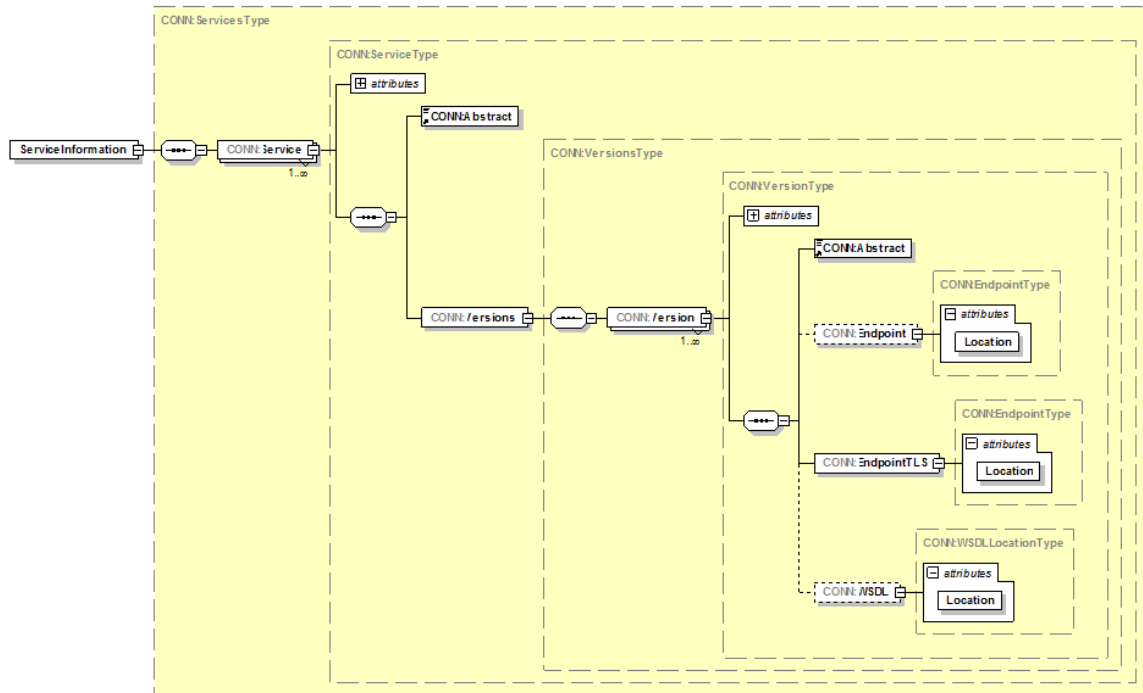 CONN:ServicesType
CONN:ServiceType
attributes
CONN:Abstract
ServiceInformation
CONN:Service
1..∞
CONN:VersionsType
CONN:VersionType
attributes
CONN:Abstract
CONN:EndpointType
attributes
Location
CONN:Versions
CONN:Version
1..∞
CONN:Endpoint
CONN:EndpointType
attributes
Location
CONN:EndpointTLS
CONN:WSDLLocationType
attributes
Location
CONN:WSDL